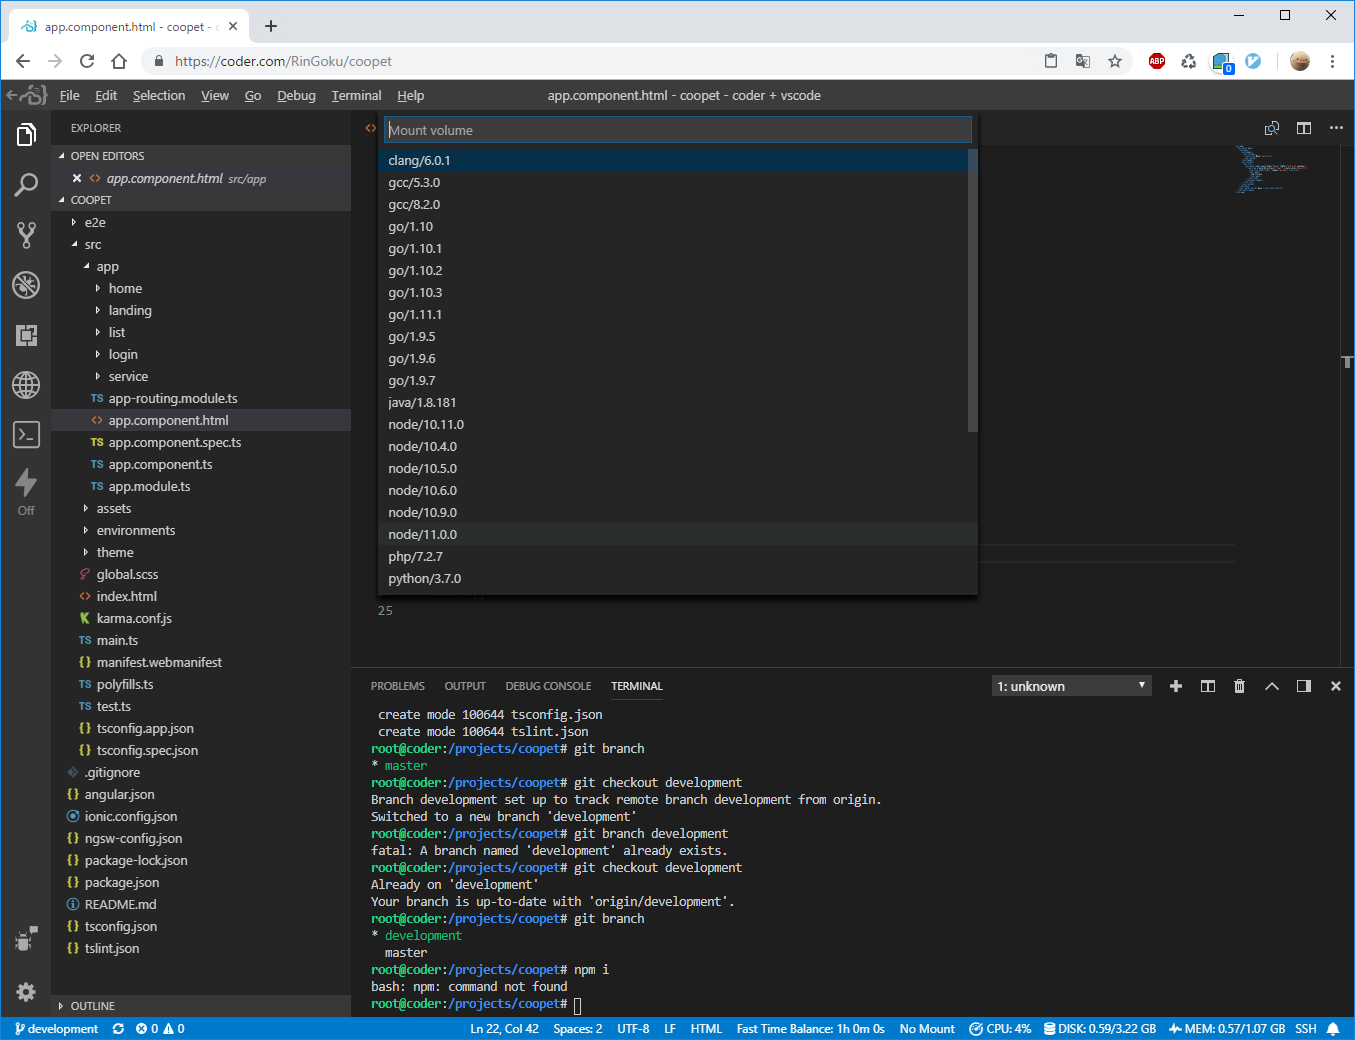 app.component.html - coopet -
https://coder.com/RinGoku/coopet
ABP
0
File Edit Selection View Go Debug Terminal Help
app.component.html - coopet - coder + vscode
EXPLORER
OPEN EDITORS
app.component.html src/app
COOPET
e2e
src
app
home
landing
list
login
service
TS app-routing.module.ts
<> app.component.html
TS app.component.spec.ts
TS app.component.ts
TS app.module.ts
assets
environments
theme
global.scss
<> index.html
karma.conf.js
TS main.ts
{} manifest.webmanifest
TS polyfills.ts
TS test.ts
{} tsconfig.app.json
{} tsconfig.spec.json
.gitignore
{} angular.json
ionic.config.json
{} ngsw-config.json
{} package-lock.json
{} package.json
README.md
{} tsconfig.json
{} tslint.json
OUTLINE
Off
Mount volume
clang/6.0.1
gcc/5.3.0
gcc/8.2.0
go/1.10
go/1.10.1
go/1.10.2
go/1.10.3
go/1.11.1
go/1.9.5
go/1.9.6
go/1.9.7
java/1.8.181
node/10.11.0
node/10.4.0
node/10.5.0
node/10.6.0
node/10.9.0
node/11.0.0
php/7.2.7
python/3.7.0
25
PROBLEMS OUTPUT DEBUG CONSOLE TERMINAL
1: unknown
create mode 100644 tsconfig.json
create mode 100644 tslint.json
root@coder:/projects/coopet# git branch
* master
root@coder:/projects/coopet# git checkout development
Branch development set up to track remote branch development from origin.
Switched to a new branch 'development'
root@coder:/projects/coopet# git branch development
fatal: A branch named 'development' already exists.
root@coder:/projects/coopet# git checkout development
Already on 'development'
Your branch is up-to-date with 'origin/development'.
root@coder:/projects/coopet# git branch
* development
master
root@coder:/projects/coopet# npm i
bash: npm: command not found
root@coder:/projects/coopet#
development 0 0 Ln 22, Col 42 Spaces: 2 UTF-8 LF HTML Fast Time Balance: 1h 0m 0s No Mount CPU: 4% DISK: 0.59/3.22 GB MEM: 0.57/1.07 GB SSH